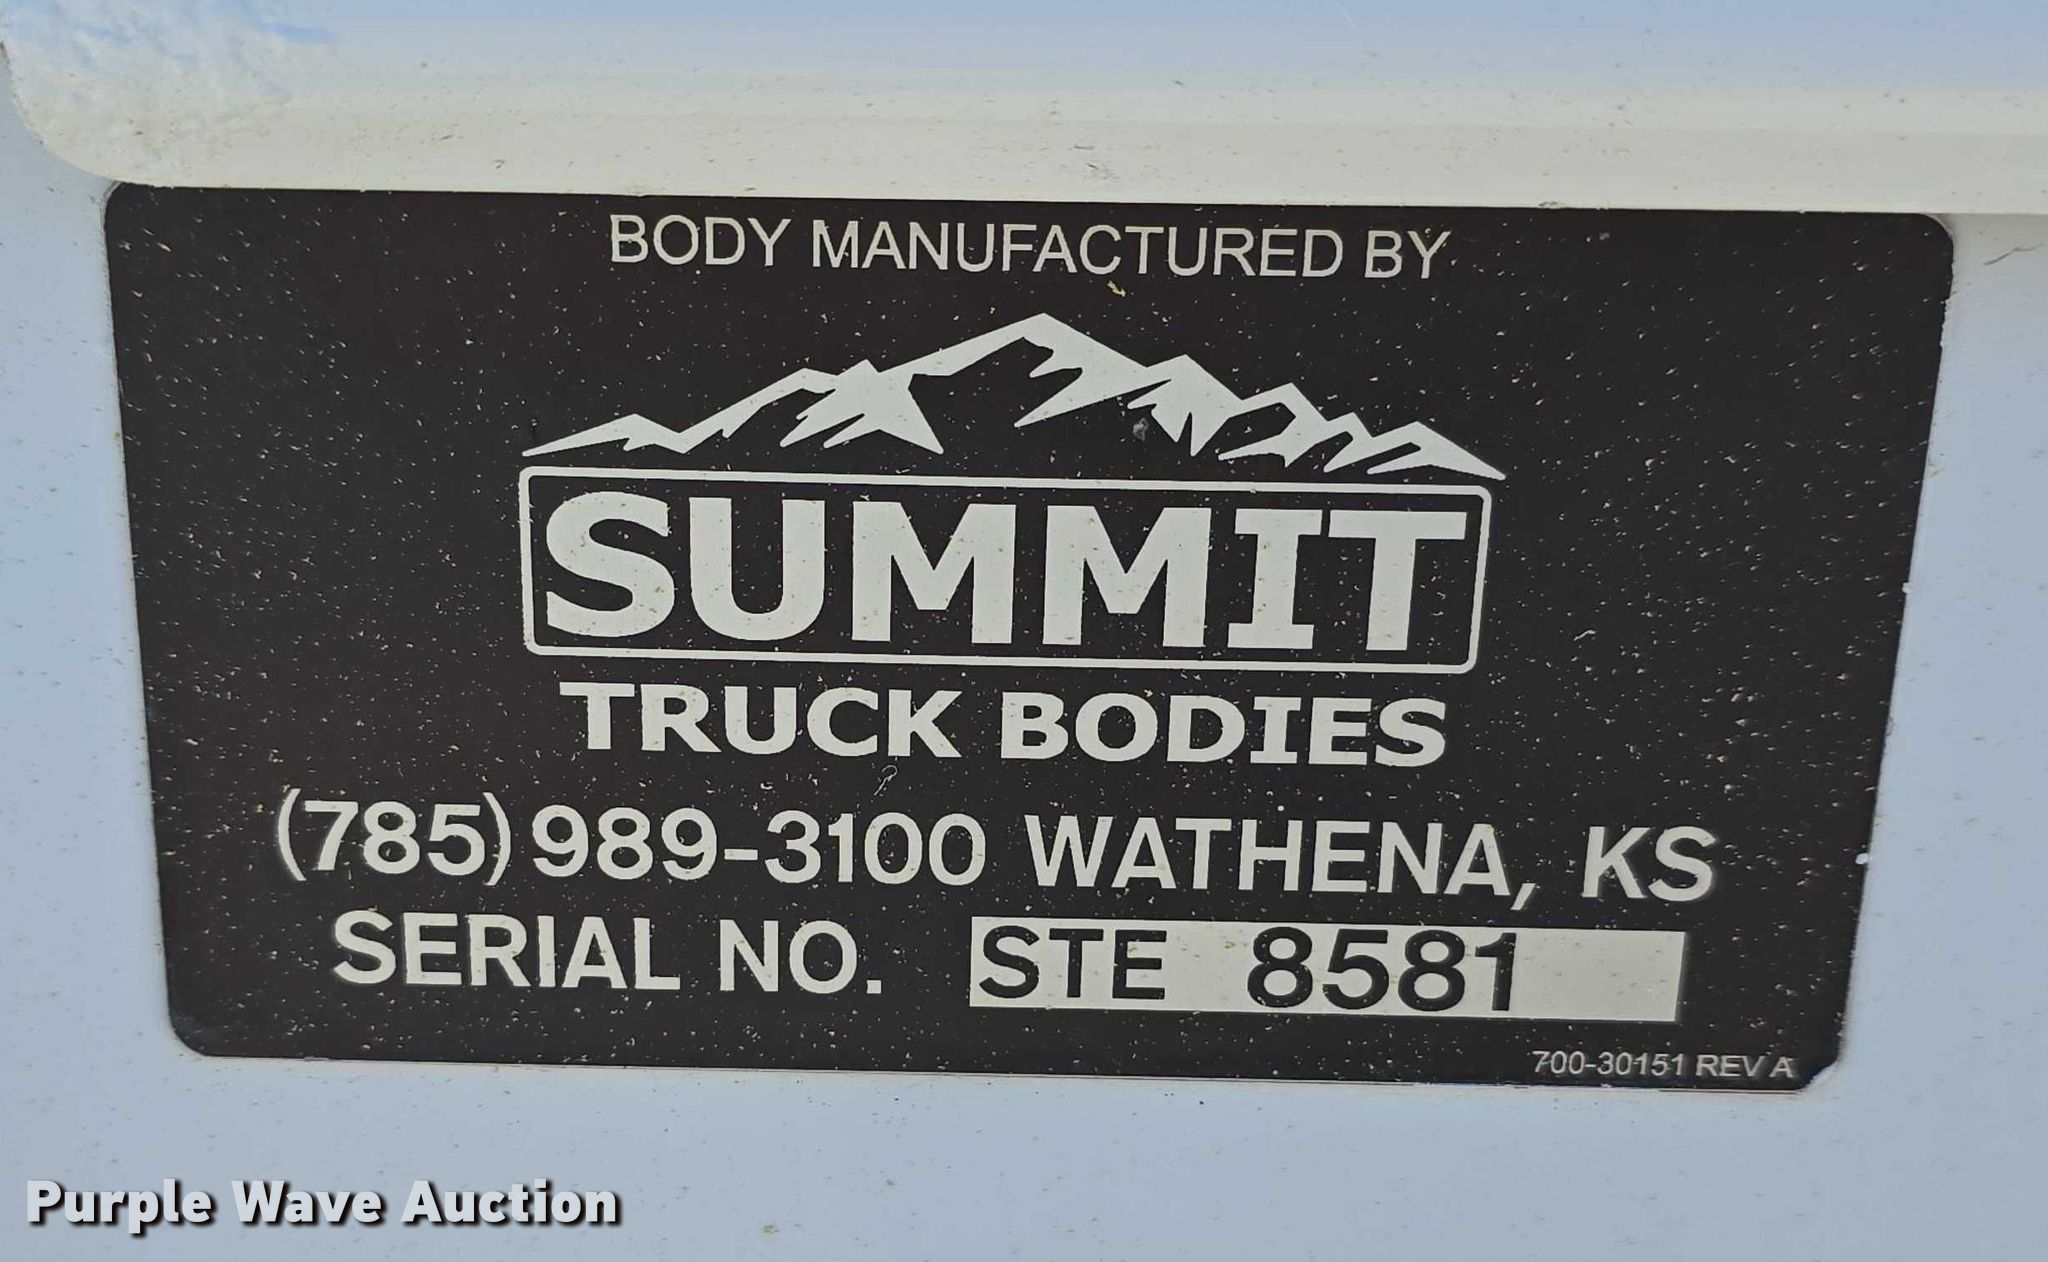 BODY MANUFACTURED BY
SUMMIT
TRUCK BODIES
(785) 989-3100 WATHENA, KS
SERIAL NO. STE 8581
700-30151 REV A
Purple Wave Auction